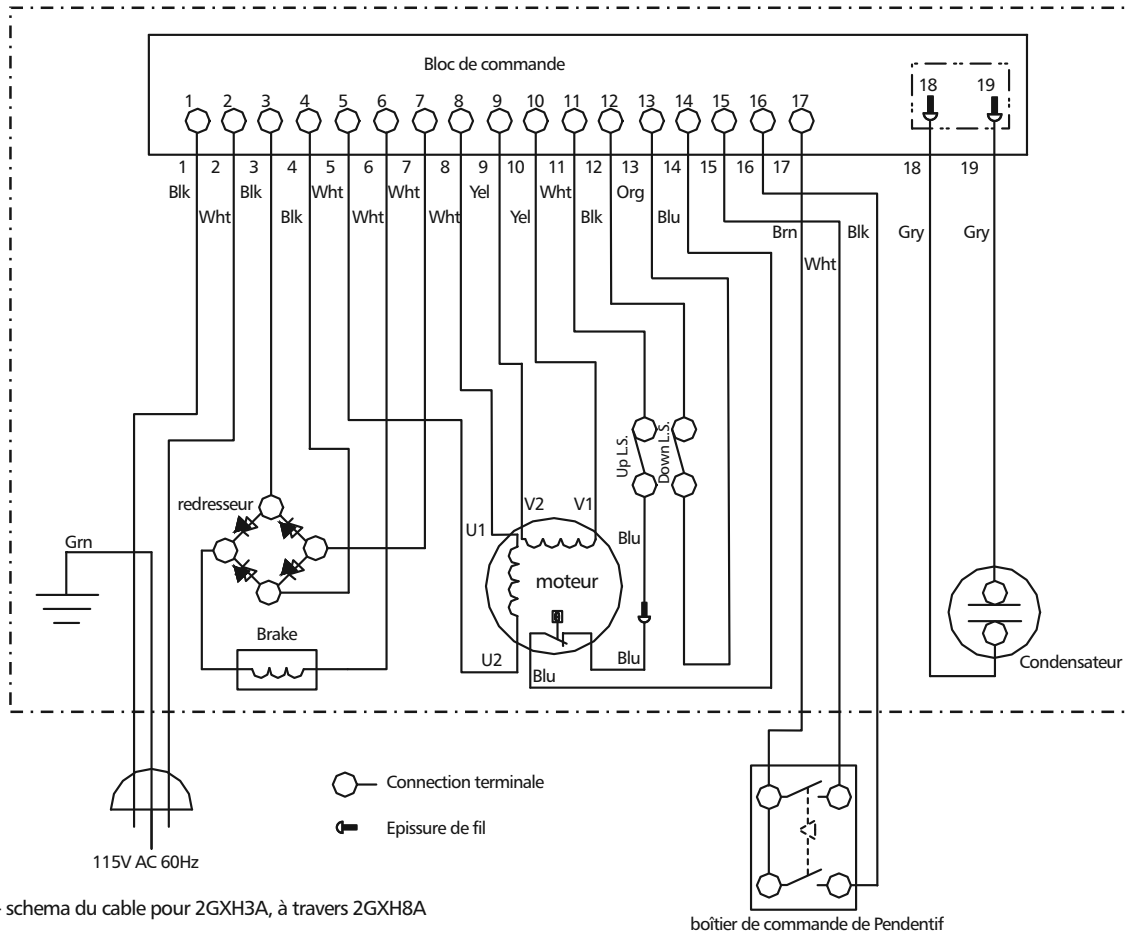 Bloc de commande
1 2 3 4 5 6 7 8 9 10 11 12 13 14 15 16 17 18 19
1 2 3 4 5 6 7 8 9 10 11 12 13 14 15 16 17 18 19
Blk Blk Wht Wht Yel Wht Org
Wht Blk Wht Wht Yel Blk Blu Brn Blk Gry Gry
Wht
Up L.S. Down L.S.
redresseur
V2 V1
U1
Blu
Grn
moteur
Brake
U2 Blu
Blu
Condensateur
Connection terminale
Epissure de fil
115V AC 60Hz
schema du cable pour 2GXH3A, à travers 2GXH8A
boîtier de commande de Pendentif